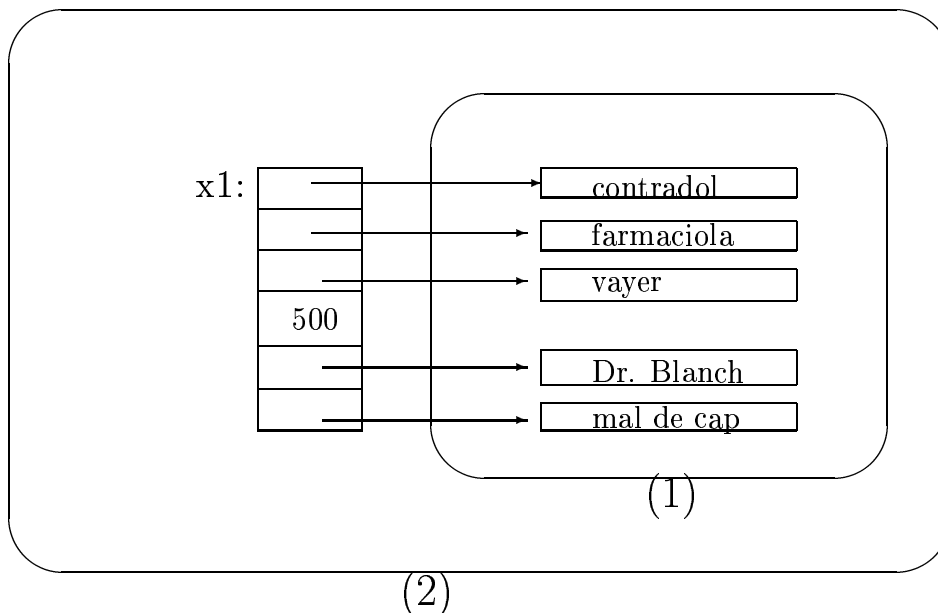 x1:
contradol
farmaciola
vayer
500
Dr. Blanch
mal de cap
(1)
(2)